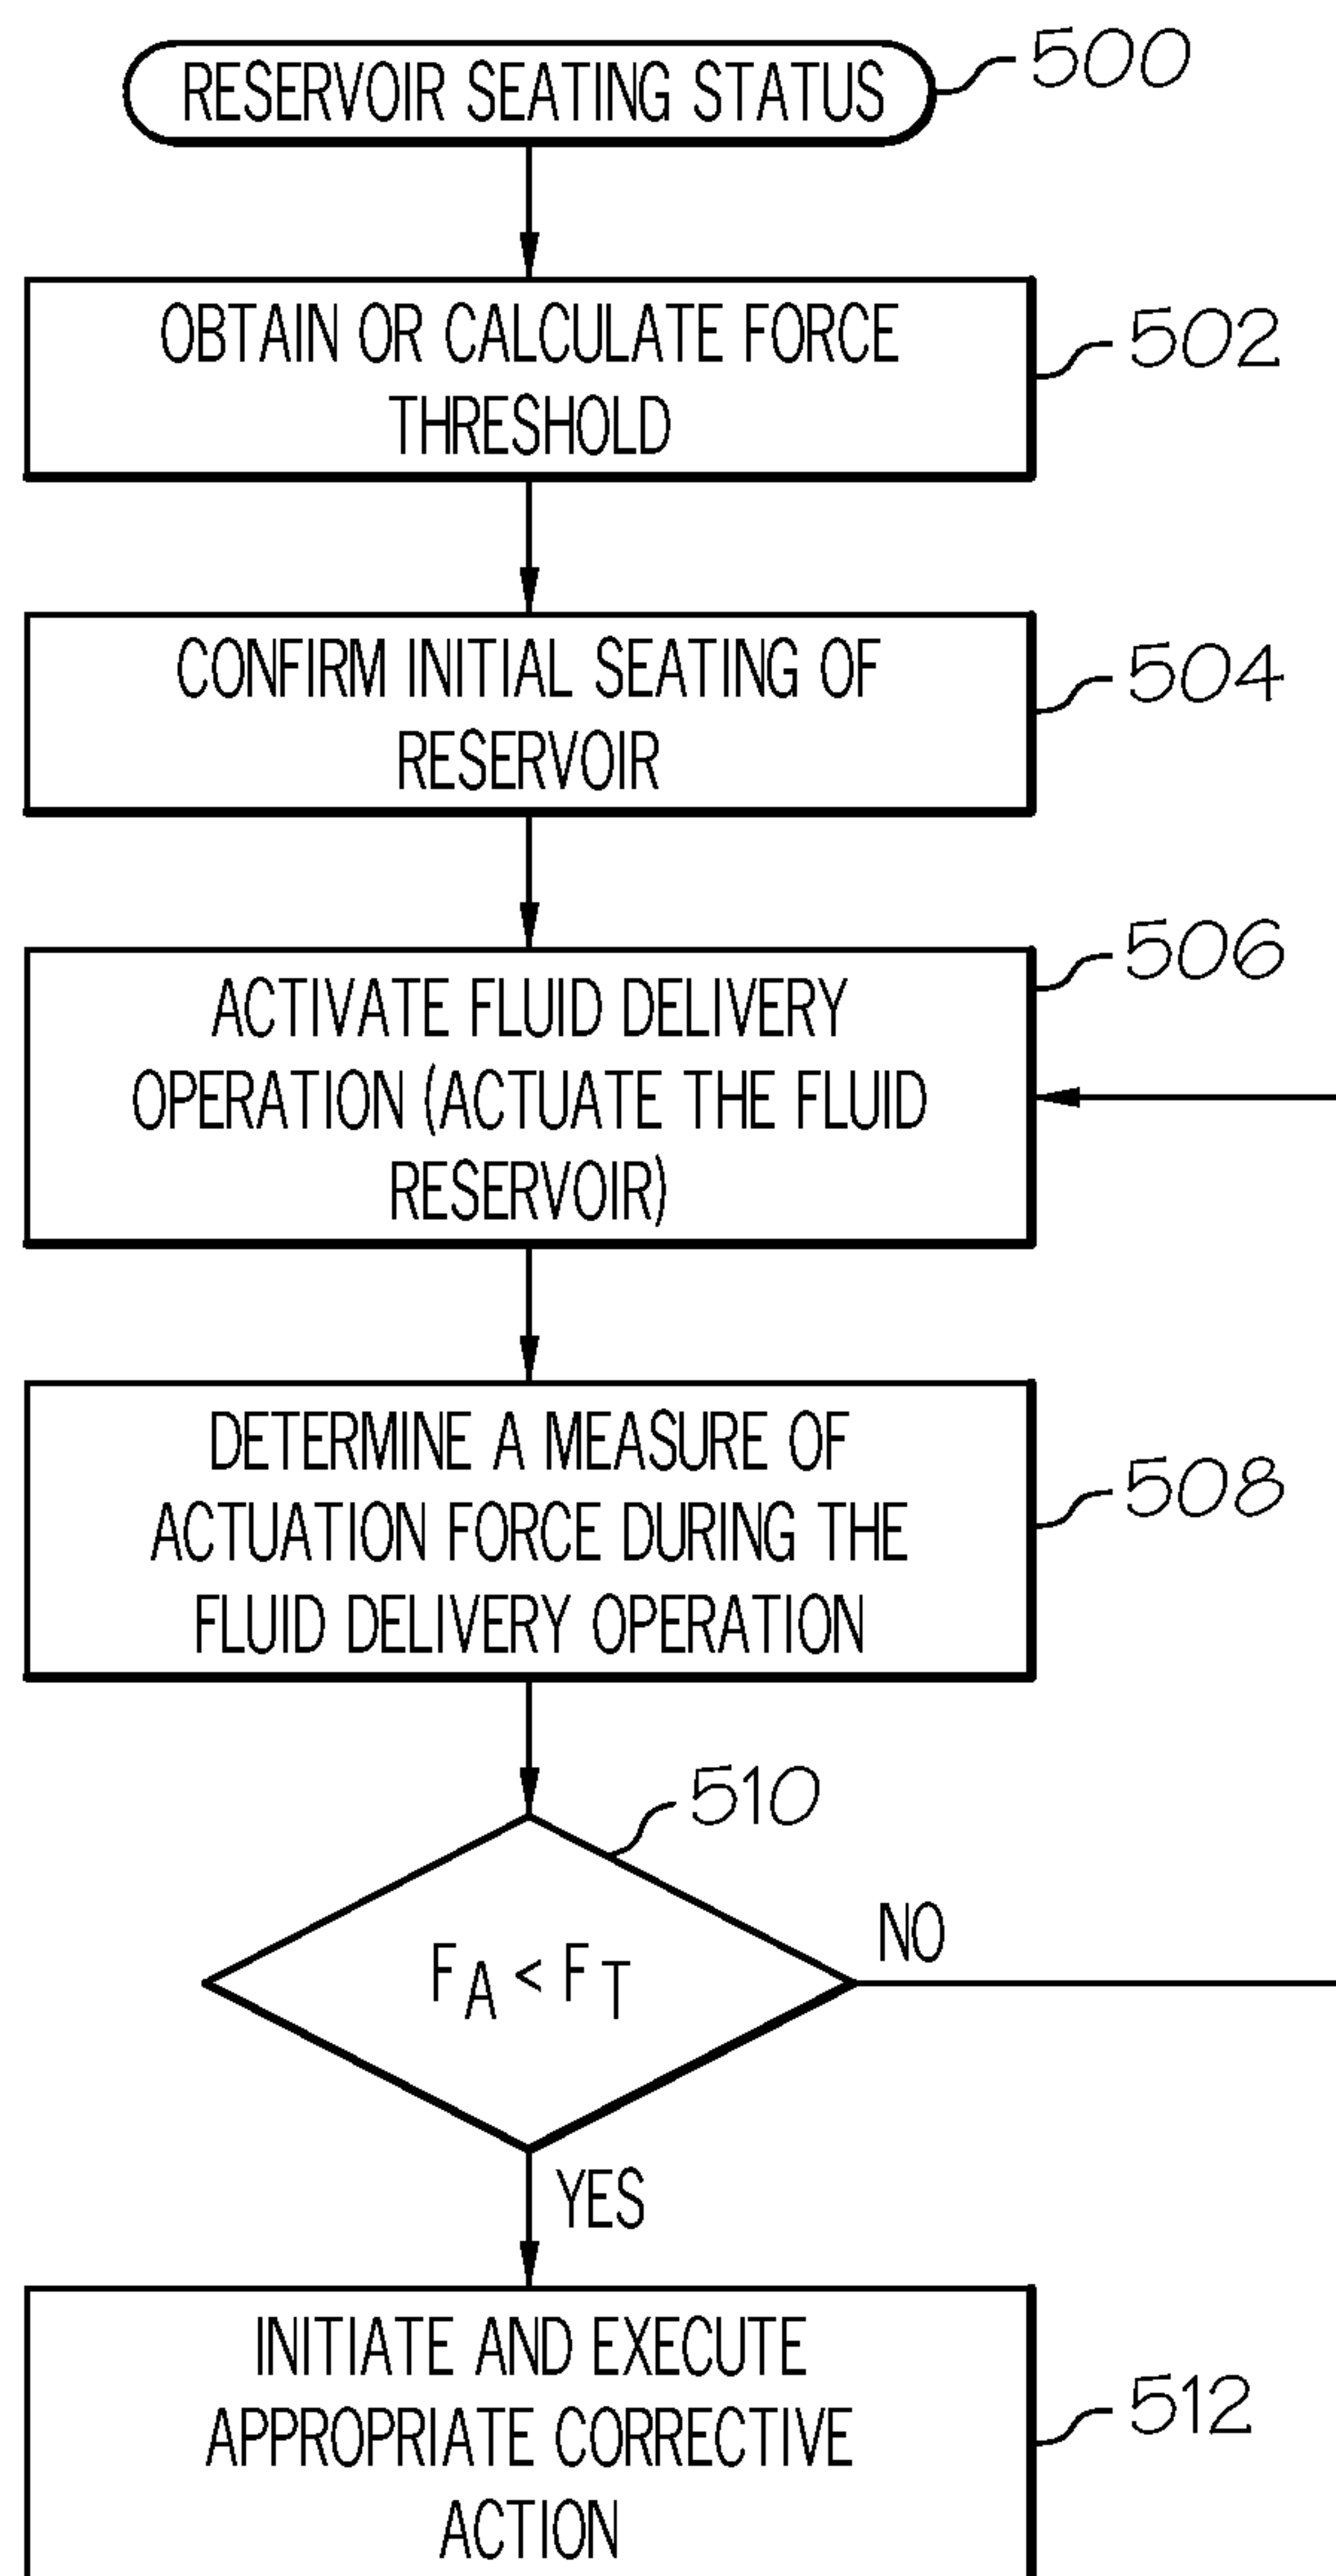 RESERVOIR SEATING STATUS
500
OBTAIN OR CALCULATE FORCE
THRESHOLD
502
CONFIRM INITIAL SEATING OF
RESERVOIR
504
ACTIVATE FLUID DELIVERY
OPERATION (ACTUATE THE FLUID
RESERVOIR)
506
DETERMINE A MEASURE OF
ACTUATION FORCE DURING THE
FLUID DELIVERY OPERATION
508
510
F A < F T
NO
YES
INITIATE AND EXECUTE
APPROPRIATE CORRECTIVE
ACTION
512